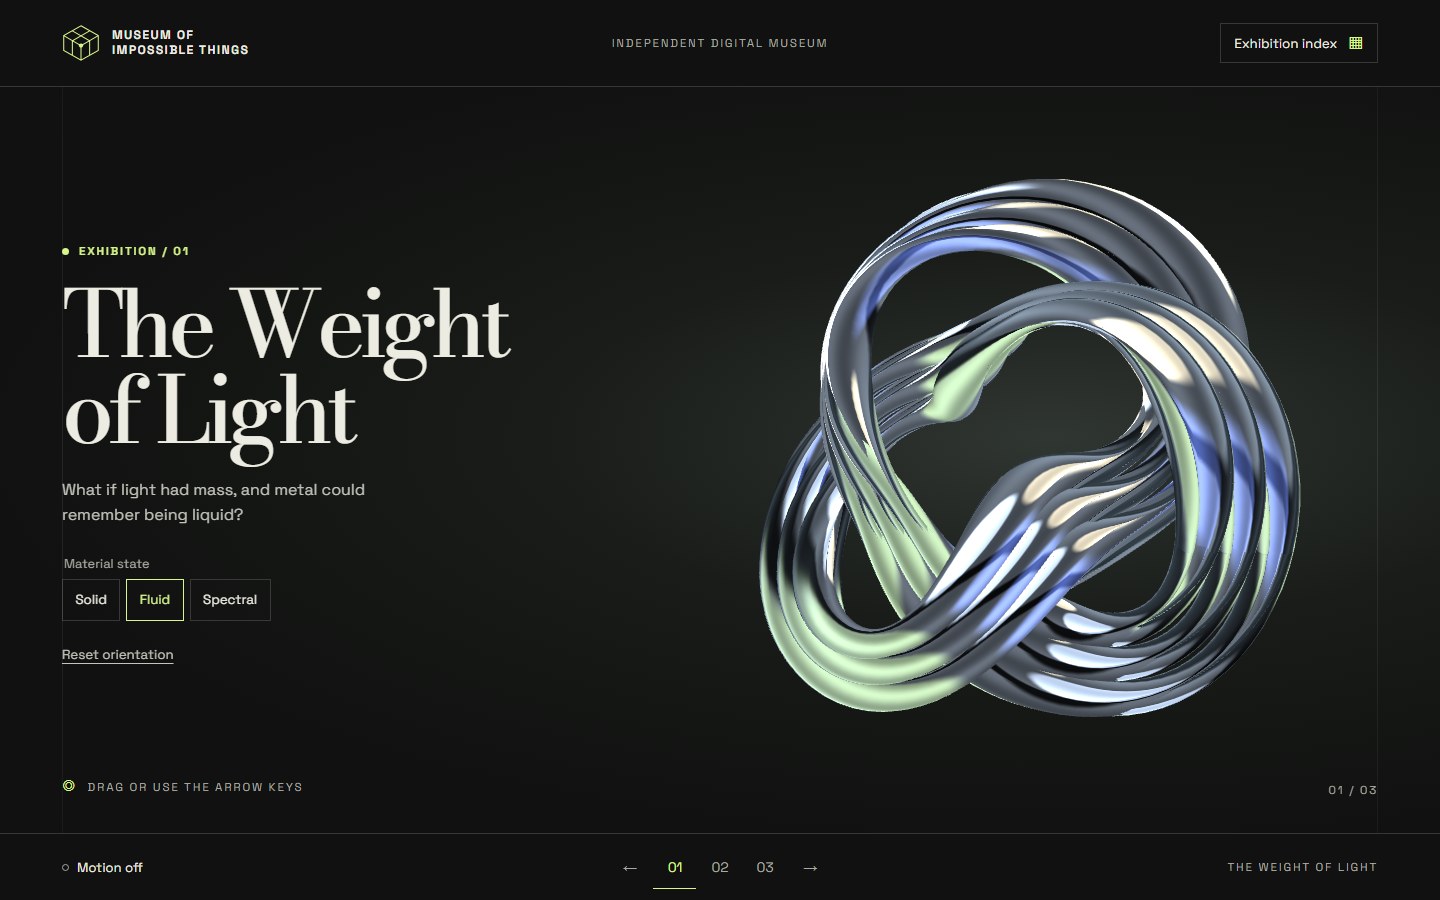 MUSEUM OF
IMPOSSIBLE THINGS
INDEPENDENT DIGITAL MUSEUM
Exhibition index
EXHIBITION / 01
The Weight
of Light
What if light had mass, and metal could
remember being liquid?
Material state
Solid
Fluid
Spectral
Reset orientation
DRAG OR USE THE ARROW KEYS
01 / 03
Motion off
← 01 02 03 →
THE WEIGHT OF LIGHT